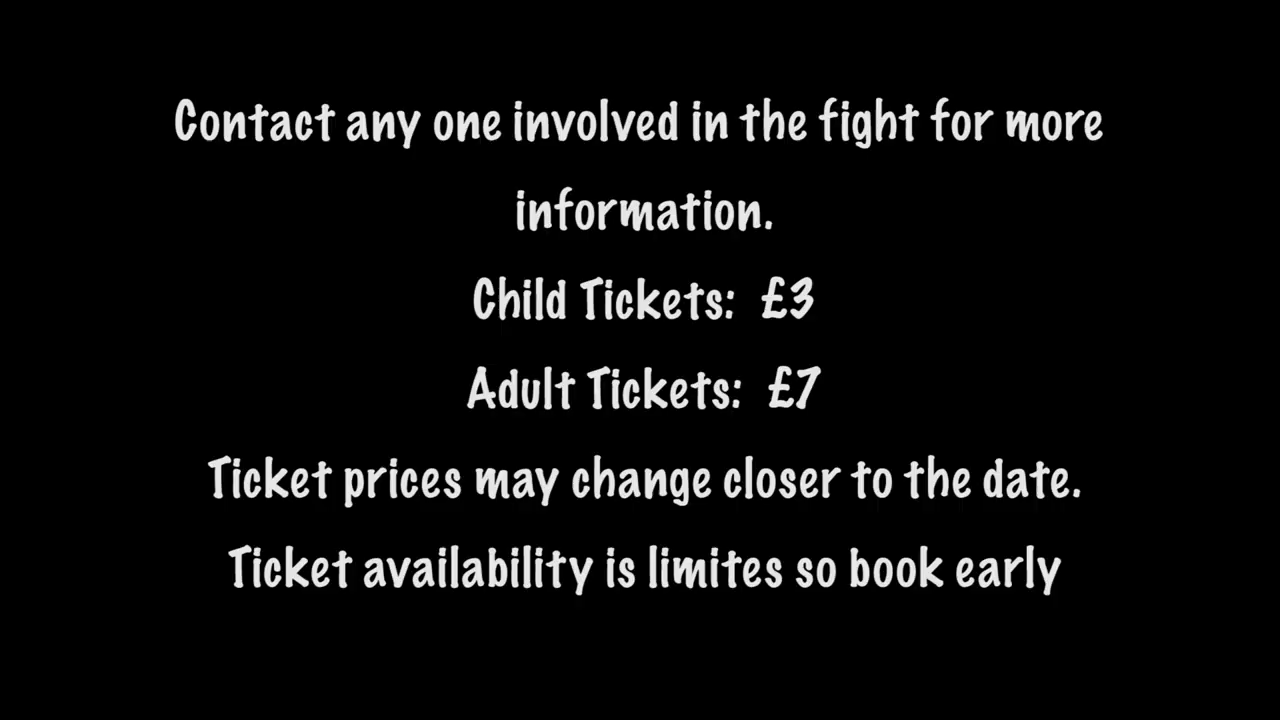 Contact any one involved in the fight for more
information.
Child Tickets:  £3
Adult Tickets:  £7
Ticket prices may change closer to the date.
Ticket availability is limites so book early